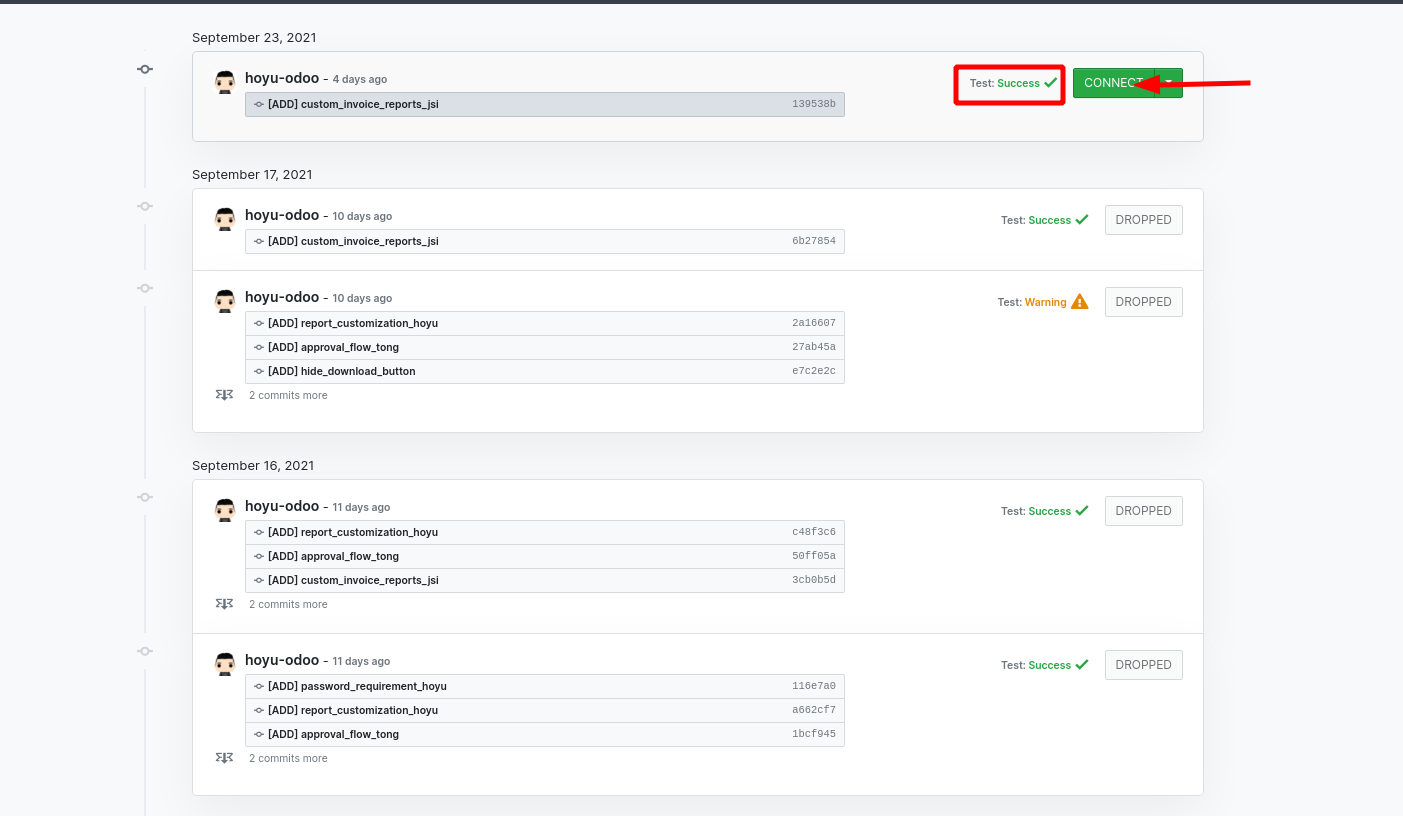 September 23, 2021
hoyu-odoo - 4 days ago
Test: Success
CONNECT
[ADD] custom_invoice_reports_jsi 139538b
September 17, 2021
hoyu-odoo - 10 days ago
Test: Success
DROPPED
[ADD] custom_invoice_reports_jsi 6b27854
hoyu-odoo - 10 days ago
Test: Warning
DROPPED
[ADD] report_customization_hoyu 2a16607
[ADD] approval_flow_tong 27ab45a
[ADD] hide_download_button e7c2e2c
2 commits more
September 16, 2021
hoyu-odoo - 11 days ago
Test: Success
DROPPED
[ADD] report_customization_hoyu c48f3c6
[ADD] approval_flow_tong 50ff05a
[ADD] custom_invoice_reports_jsi 3cb0b5d
2 commits more
hoyu-odoo - 11 days ago
Test: Success
DROPPED
[ADD] password_requirement_hoyu 116e7a0
[ADD] report_customization_hoyu a662cf7
[ADD] approval_flow_tong 1bcf945
2 commits more